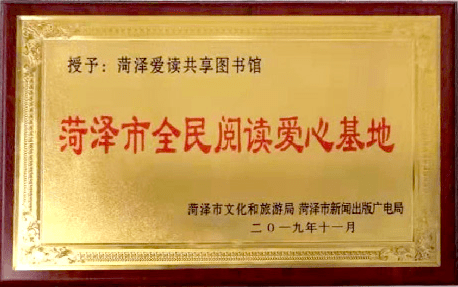 授予：菏泽爱读共享图书馆
菏泽市全民阅读爱心基地
菏泽市文化和旅游局 菏泽市新闻出版广电局
二〇一九年十一月